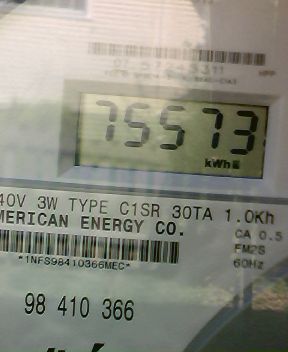 75573
kWh
40V 3W TYPE C1SR 30TA 1.0Kh
MERICAN ENERGY CO.
CA 0.5
*1NFS98410366MEC*
FM2S
60Hz
98 410 366